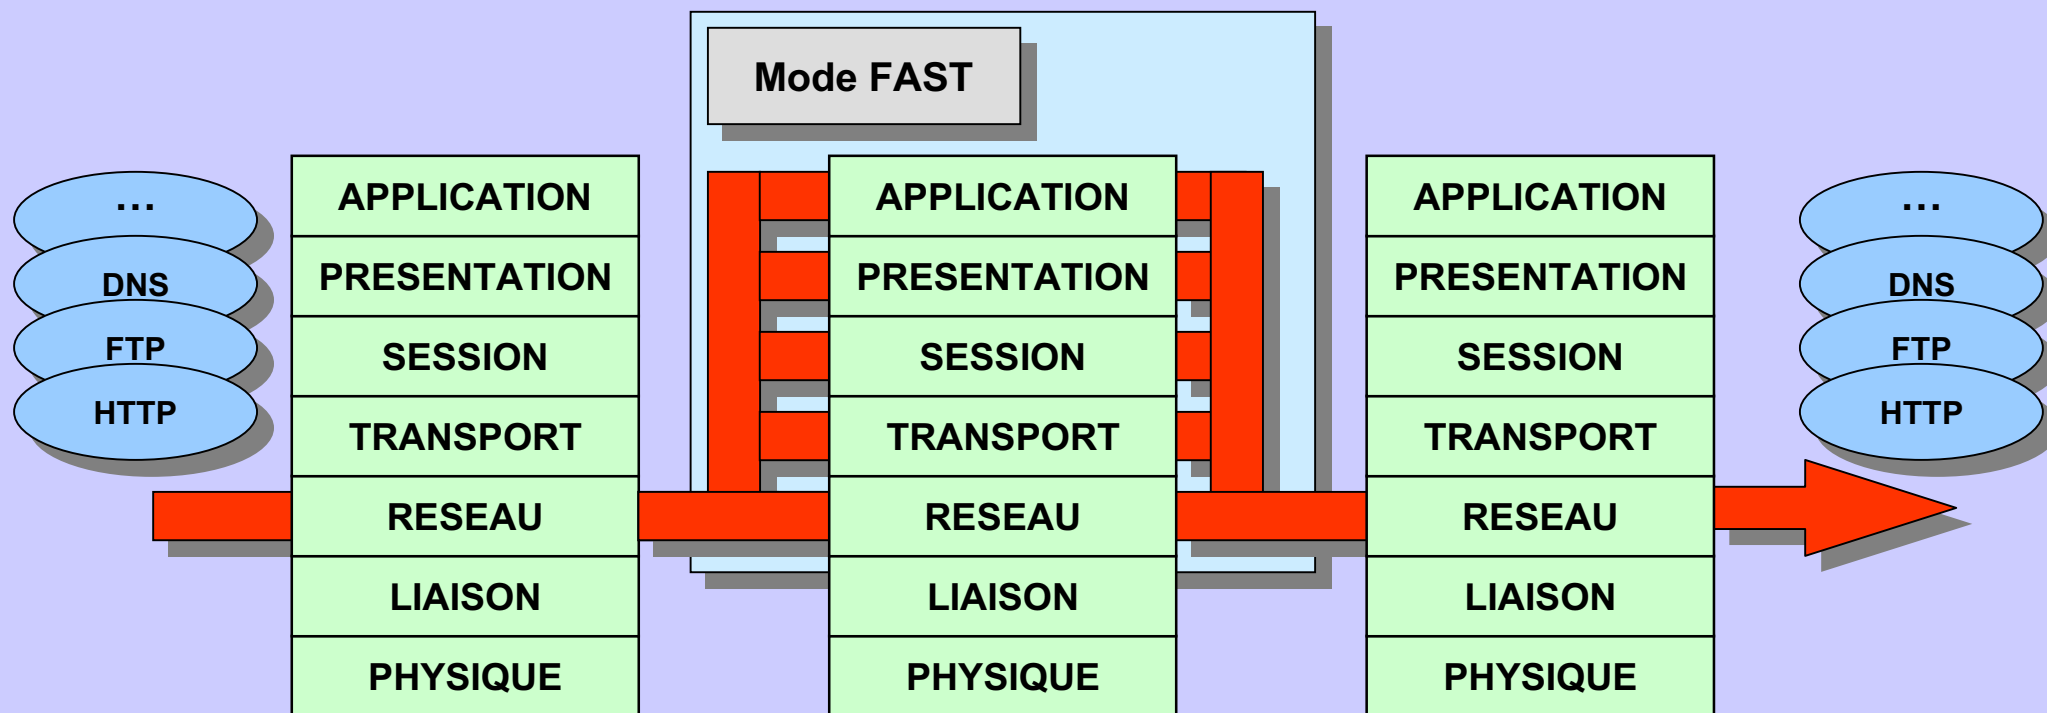 Mode FAST
...
DNS
FTP
HTTP
APPLICATION
PRESENTATION
SESSION
TRANSPORT
RESEAU
LIAISON
PHYSIQUE
APPLICATION
PRESENTATION
SESSION
TRANSPORT
RESEAU
LIAISON
PHYSIQUE
APPLICATION
PRESENTATION
SESSION
TRANSPORT
RESEAU
LIAISON
PHYSIQUE
...
DNS
FTP
HTTP